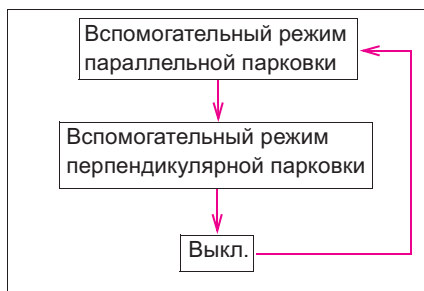 Вспомогательный режим
параллельной парковки
Вспомогательный режим
перпендикулярной парковки
Выкл.